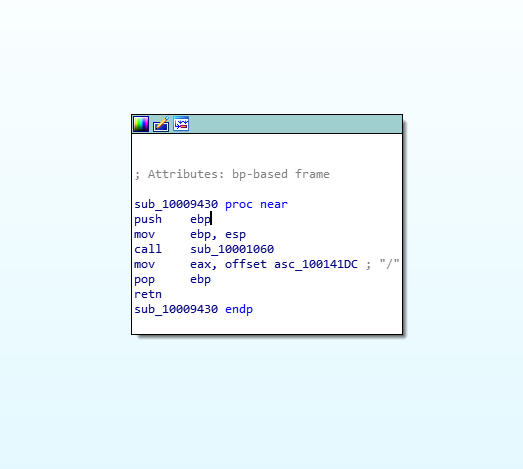 ; Attributes: bp-based frame
sub_10009430 proc near
push    ebp
mov     ebp, esp
call    sub_10001060
mov     eax, offset asc_100141DC ; "/"
pop     ebp
retn
sub_10009430 endp